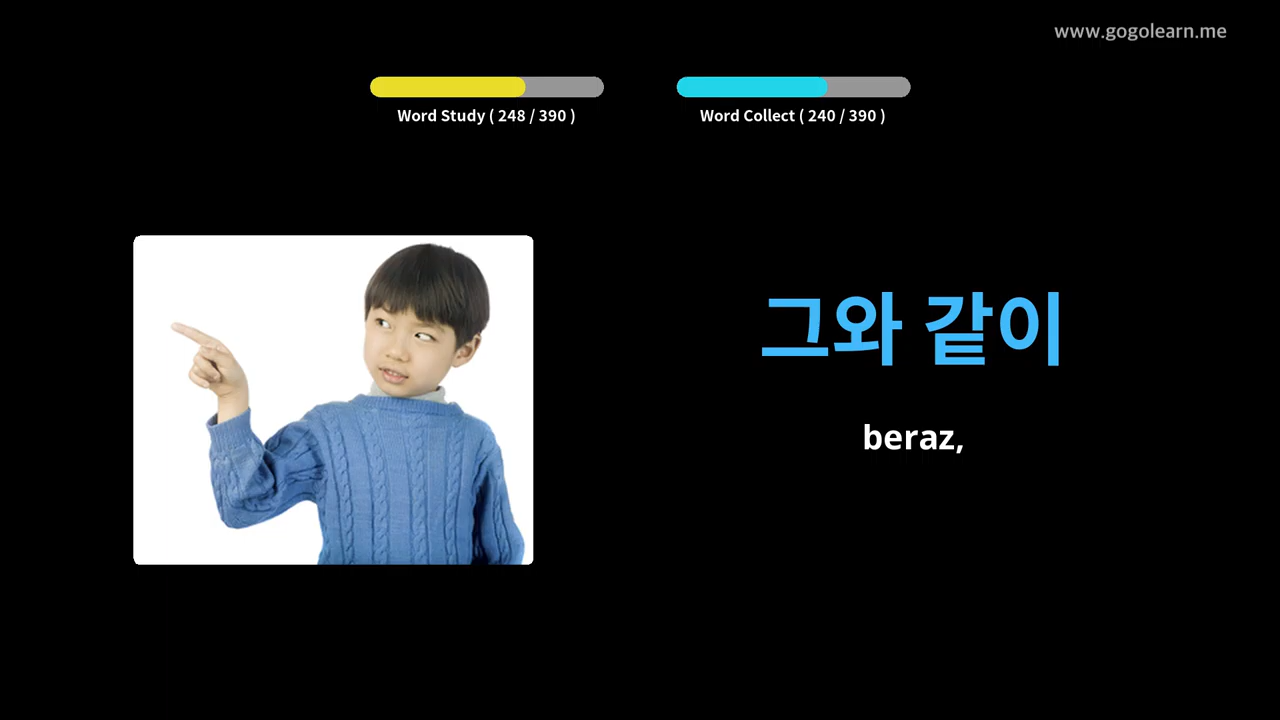 www.gogolearn.me
Word Study ( 248 / 390 )
Word Collect ( 240 / 390 )
그와 같이
beraz,